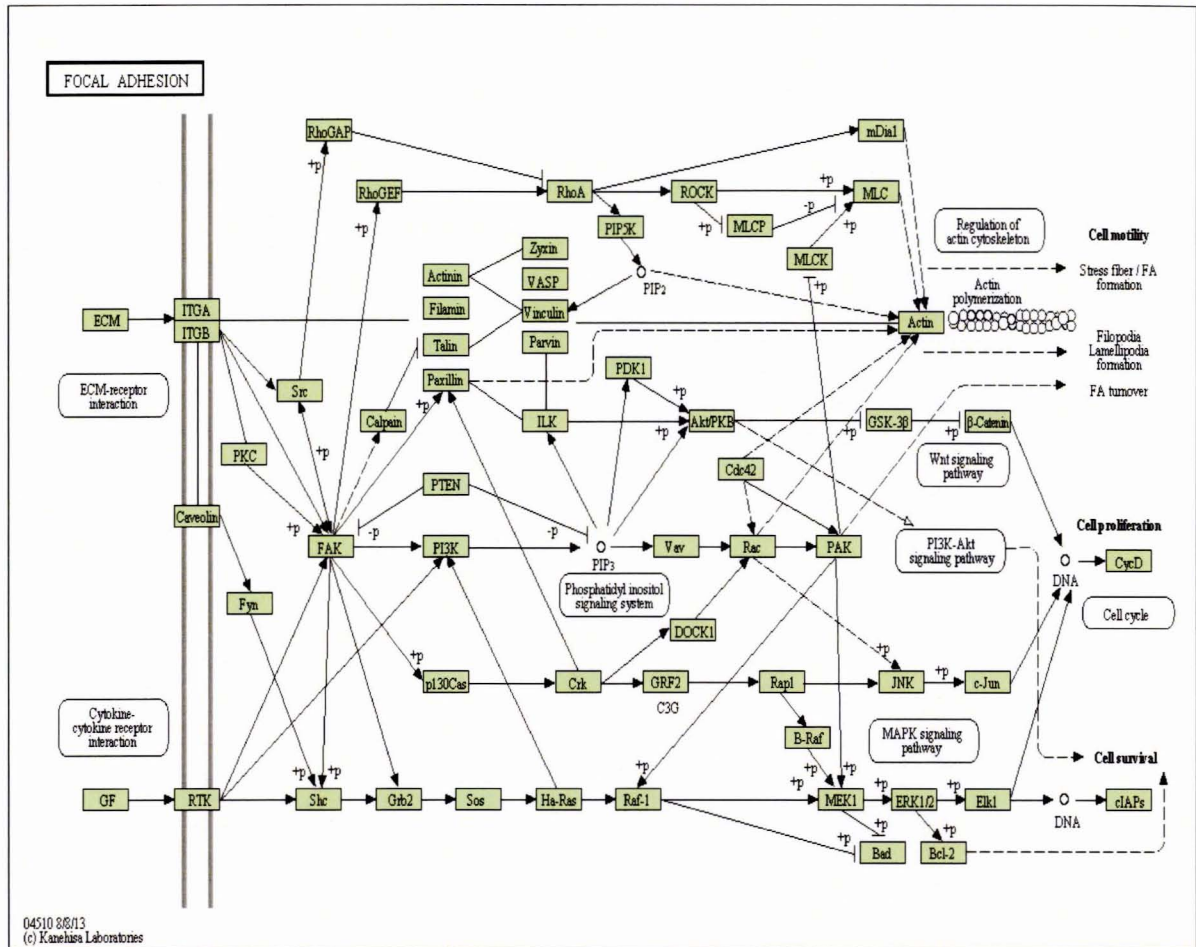 FOCAL ADHESION
RhoGAP
mDia1
+p
RhoGEF
RhoA
ROCK
+p
MLC
-p
+p
PIP5K
+p
MLCP
+p
MLCK
Regulation of
actin cytoskeleton
Cell motility
Zyxin
Actinin
VASP
PIP2
+p
Stress fiber / FA
formation
Actin
polymerization
ECM
ITGA
ITGB
Filamin
Vinculin
Actin
Talin
Parvin
Filopodia
Lamellipodia
formation
ECM-receptor
interaction
Src
Paxillin
PDK1
FA turnover
+p
Calpain
+p
ILK
+p
+p
Akt/PKB
GSK-3β
+p
+p
β-Catenin
PKC
Cdc42
Wnt signaling
pathway
PTEN
Caveolin
+p
-p
-p
Cell proliferation
FAK
PI3K
PIP3
Vav
Rac
PAK
PI3K-Akt
signaling pathway
DNA
CycD
Phosphatidyl inositol
signaling system
Fyn
Cell cycle
DOCK1
+p
p130Cas
Crk
GRF2
C3G
Rap1
+p
JNK
+p
c-Jun
Cytokine-
cytokine receptor
interaction
B-Raf
MAPK signaling
pathway
Cell survival
+p
+p
+p
+p
+p
+p
+p
+p
GF
RTK
Shc
Grb2
Sos
Ha-Ras
Raf-1
MEK1
ERK1/2
Elk1
DNA
cIAPs
+p
+p
+p
Bad
Bcl-2
04510 8/8/13
(c) Kanehisa Laboratories